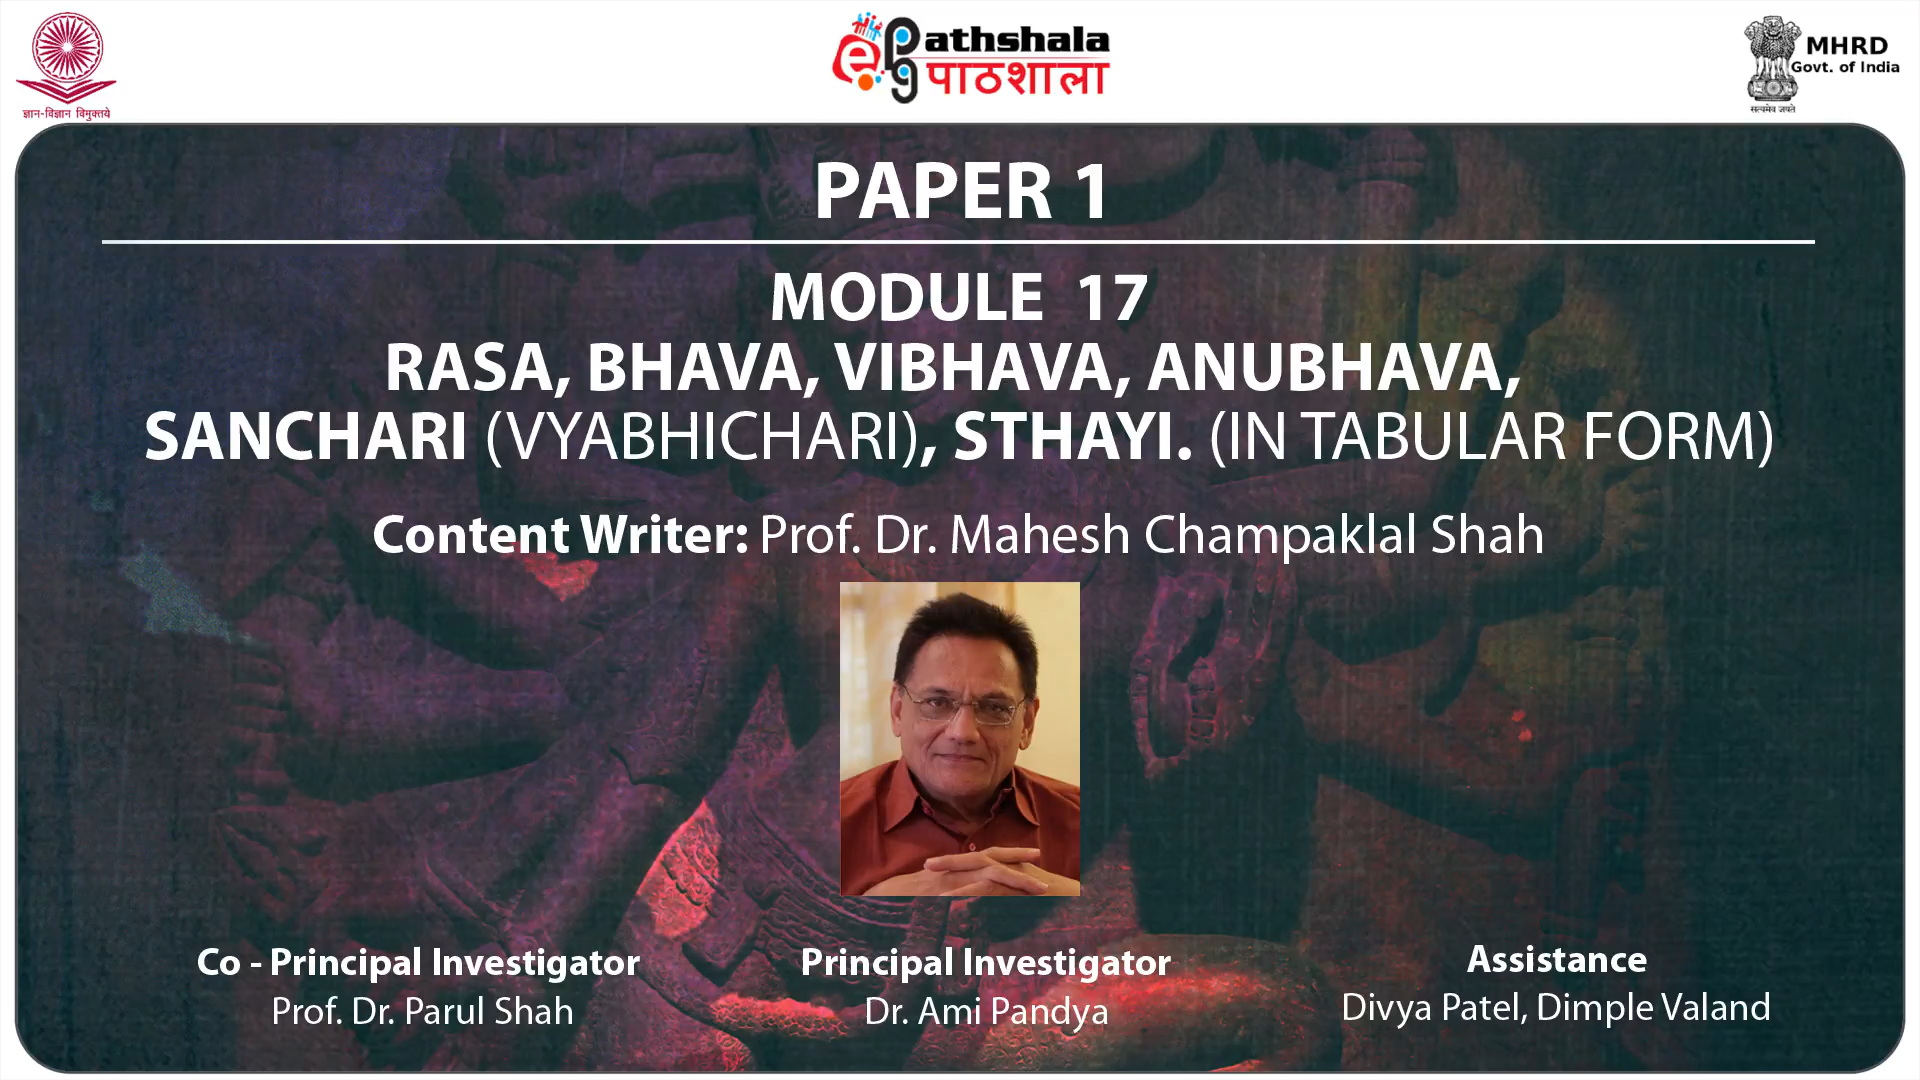 ज्ञान-विज्ञान विमुक्तये
ePG Pathshala
पाठशाला
MHRD
Govt. of India
सत्यमेव जयते
PAPER 1
MODULE 17
RASA, BHAVA, VIBHAVA, ANUBHAVA,
SANCHARI (VYABHICHARI), STHAYI. (IN TABULAR FORM)
Content Writer: Prof. Dr. Mahesh Champaklal Shah
Co - Principal Investigator
Prof. Dr. Parul Shah
Principal Investigator
Dr. Ami Pandya
Assistance
Divya Patel, Dimple Valand